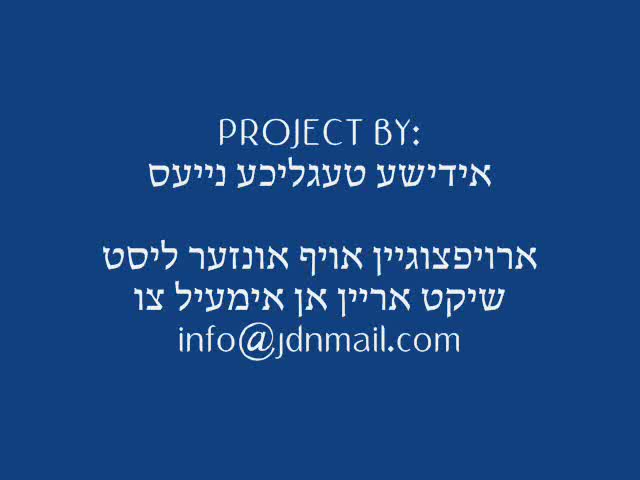 PROJECT BY:
אידישע טעגליכע נייעס
ארויפצוגיין אויף אונזער ליסט
שיקט אריין אן אימעיל צו
info@jdnmail.com